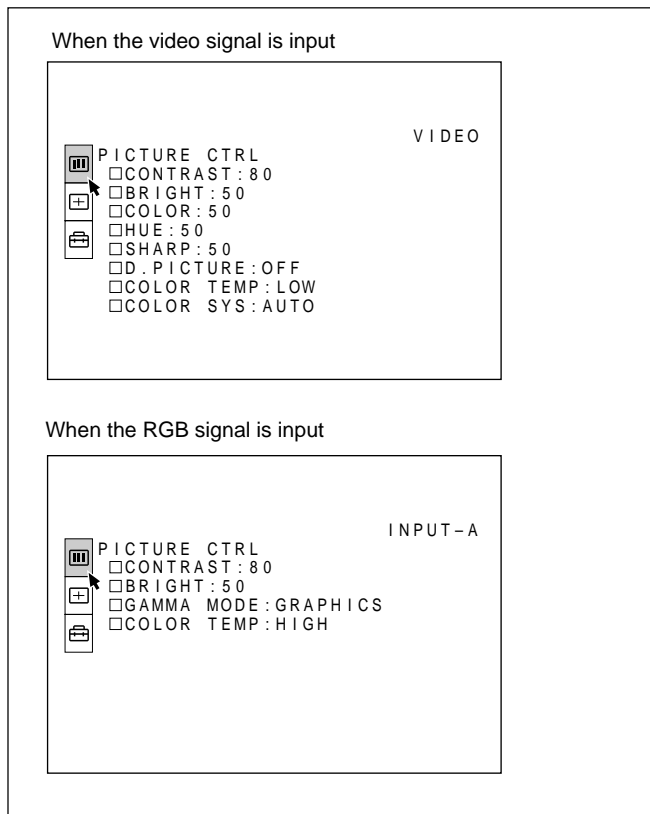 When the video signal is input
VIDEO
PICTURE CTRL
□CONTRAST:80
□BRIGHT:50
□COLOR:50
□HUE:50
□SHARP:50
□D.PICTURE:OFF
□COLOR TEMP:LOW
□COLOR SYS:AUTO
When the RGB signal is input
INPUT–A
PICTURE CTRL
□CONTRAST:80
□BRIGHT:50
□GAMMA MODE:GRAPHICS
□COLOR TEMP:HIGH